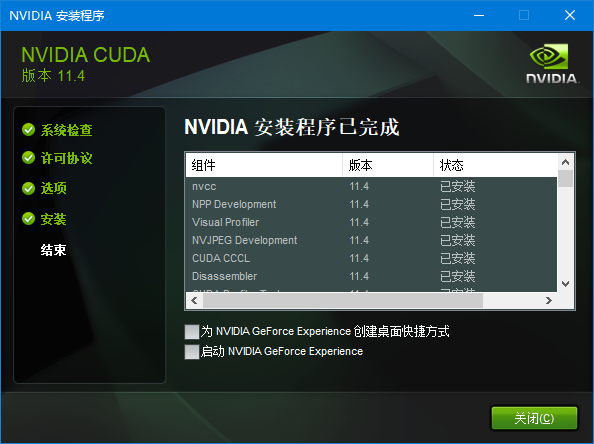 NVIDIA 安装程序
NVIDIA CUDA
版本 11.4
NVIDIA.
系统检查
许可协议
选项
安装
结束
NVIDIA 安装程序已完成
组件 版本 状态
nvcc 11.4 已安装
NPP Development 11.4 已安装
Visual Profiler 11.4 已安装
NVJPEG Development 11.4 已安装
CUDA CCCL 11.4 已安装
Disassembler 11.4 已安装
为 NVIDIA GeForce Experience 创建桌面快捷方式
启动 NVIDIA GeForce Experience
关闭(C)